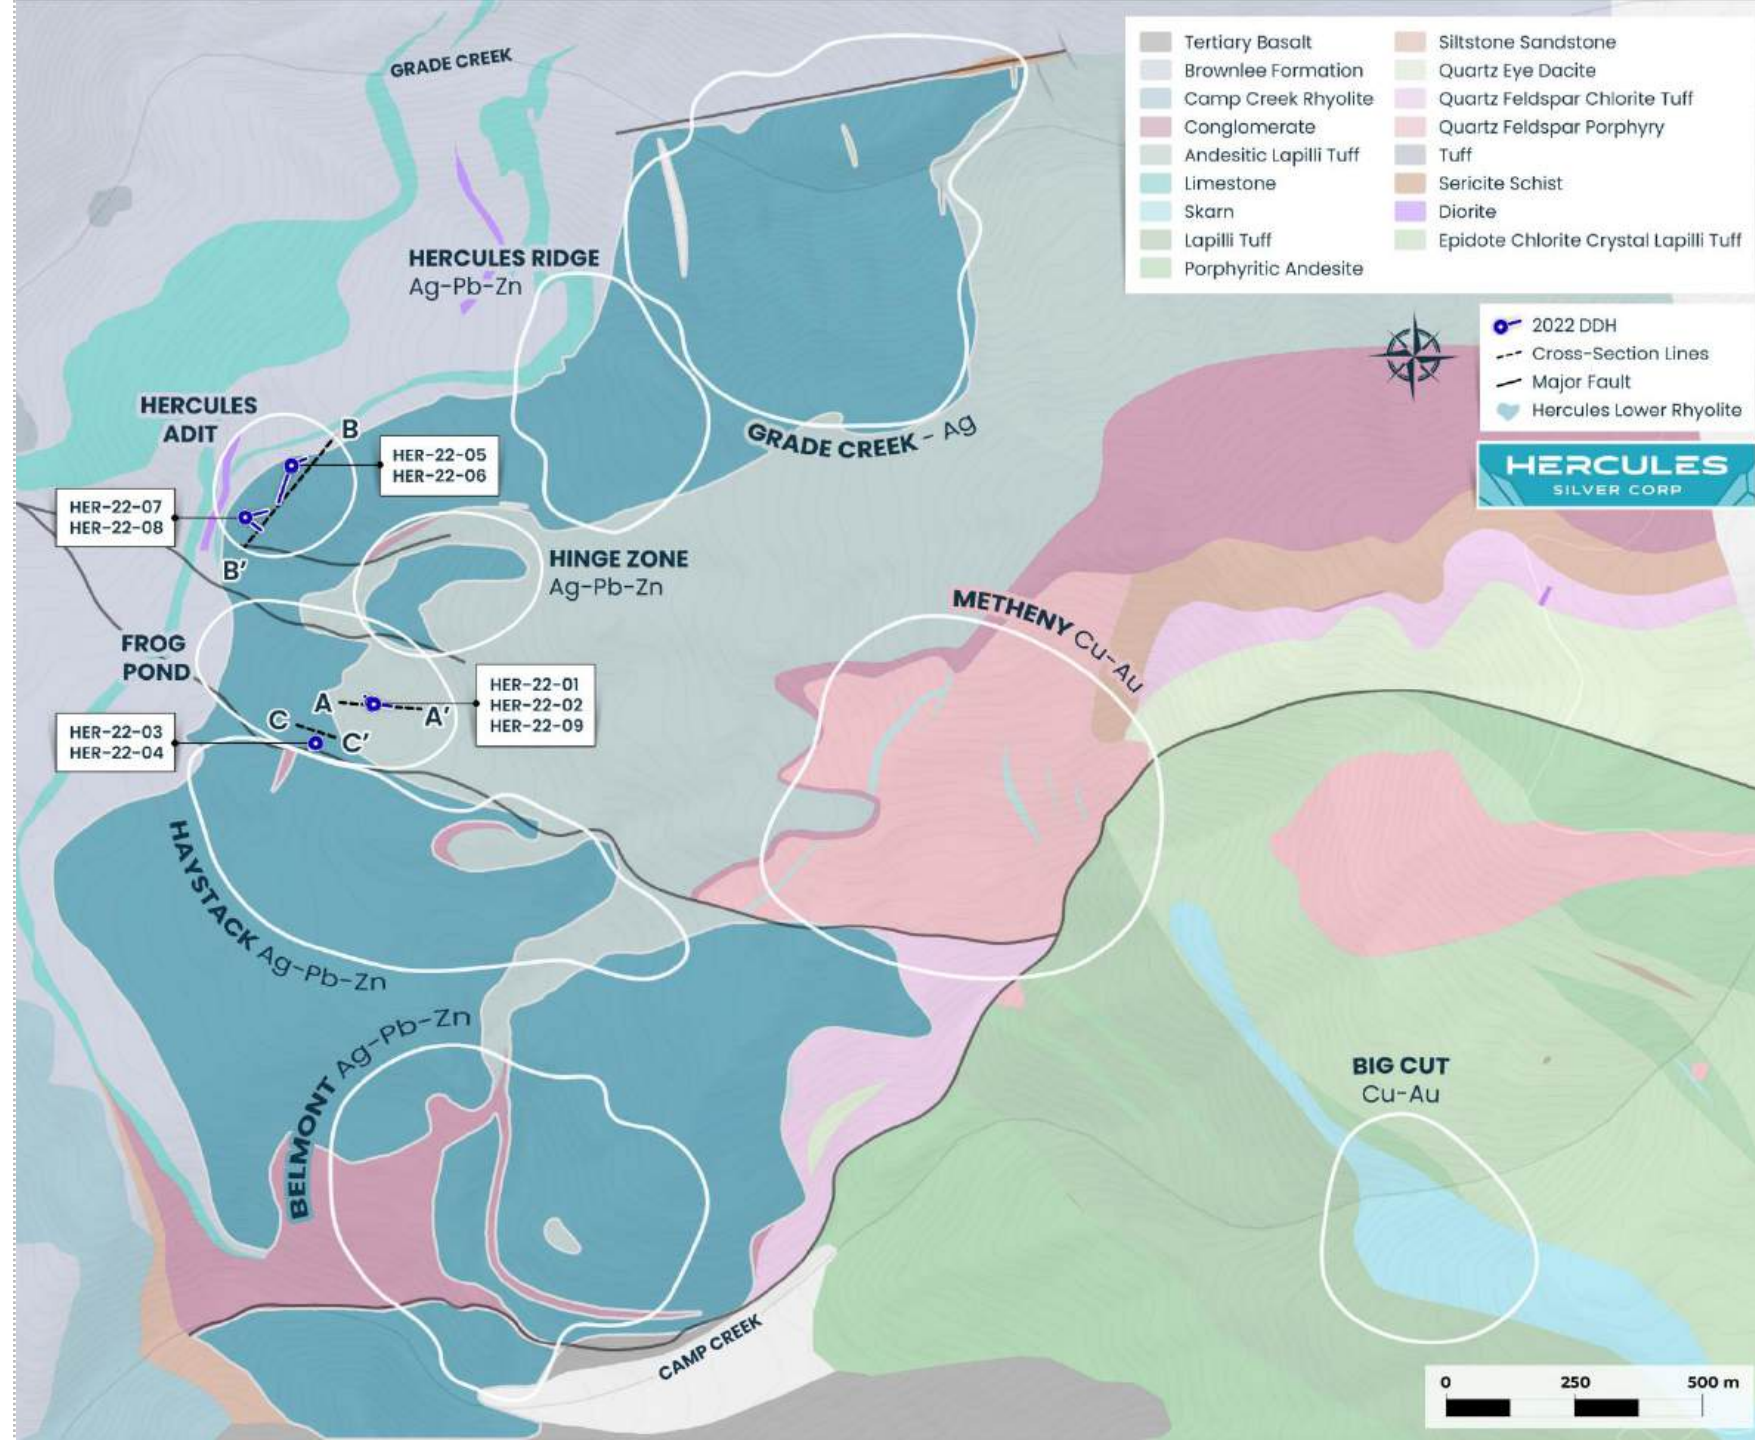 GRADE CREEK
Tertiary Basalt
Brownlee Formation
Camp Creek Rhyolite
Conglomerate
Andesitic Lapilli Tuff
Limestone
Skarn
Lapilli Tuff
Porphyritic Andesite
Siltstone Sandstone
Quartz Eye Dacite
Quartz Feldspar Chlorite Tuff
Quartz Feldspar Porphyry
Tuff
Sericite Schist
Diorite
Epidote Chlorite Crystal Lapilli Tuff
2022 DDH
Cross-Section Lines
Major Fault
Hercules Lower Rhyolite
HERCULES
SILVER CORP
HERCULES RIDGE
Ag-Pb-Zn
HERCULES
ADIT
B
HER-22-05
HER-22-06
GRADE CREEK - Ag
HER-22-07
HER-22-08
B'
HINGE ZONE
Ag-Pb-Zn
METHENY Cu-Au
FROG
POND
A
A'
HER-22-01
HER-22-02
HER-22-09
C
C'
HER-22-03
HER-22-04
HAYSTACK Ag-Pb-Zn
BELMONT Ag-Pb-Zn
BIG CUT
Cu-Au
CAMP CREEK
0 250 500 m